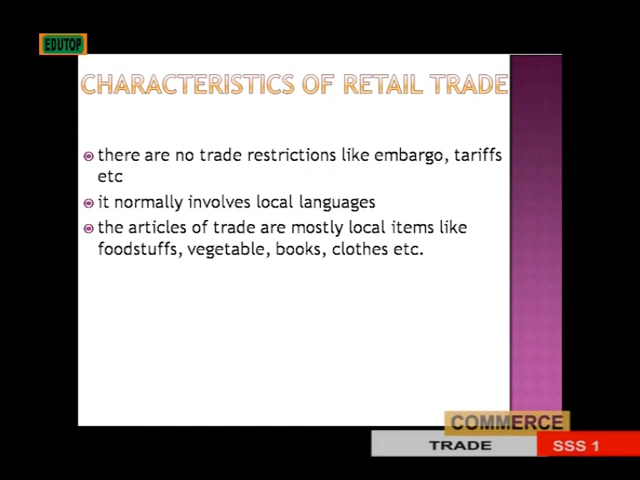 EDUTOP
CHARACTERISTICS OF RETAIL TRADE
there are no trade restrictions like embargo, tariffs
etc
it normally involves local languages
the articles of trade are mostly local items like
foodstuffs, vegetable, books, clothes etc.
COMMERCE
TRADE
SSS 1